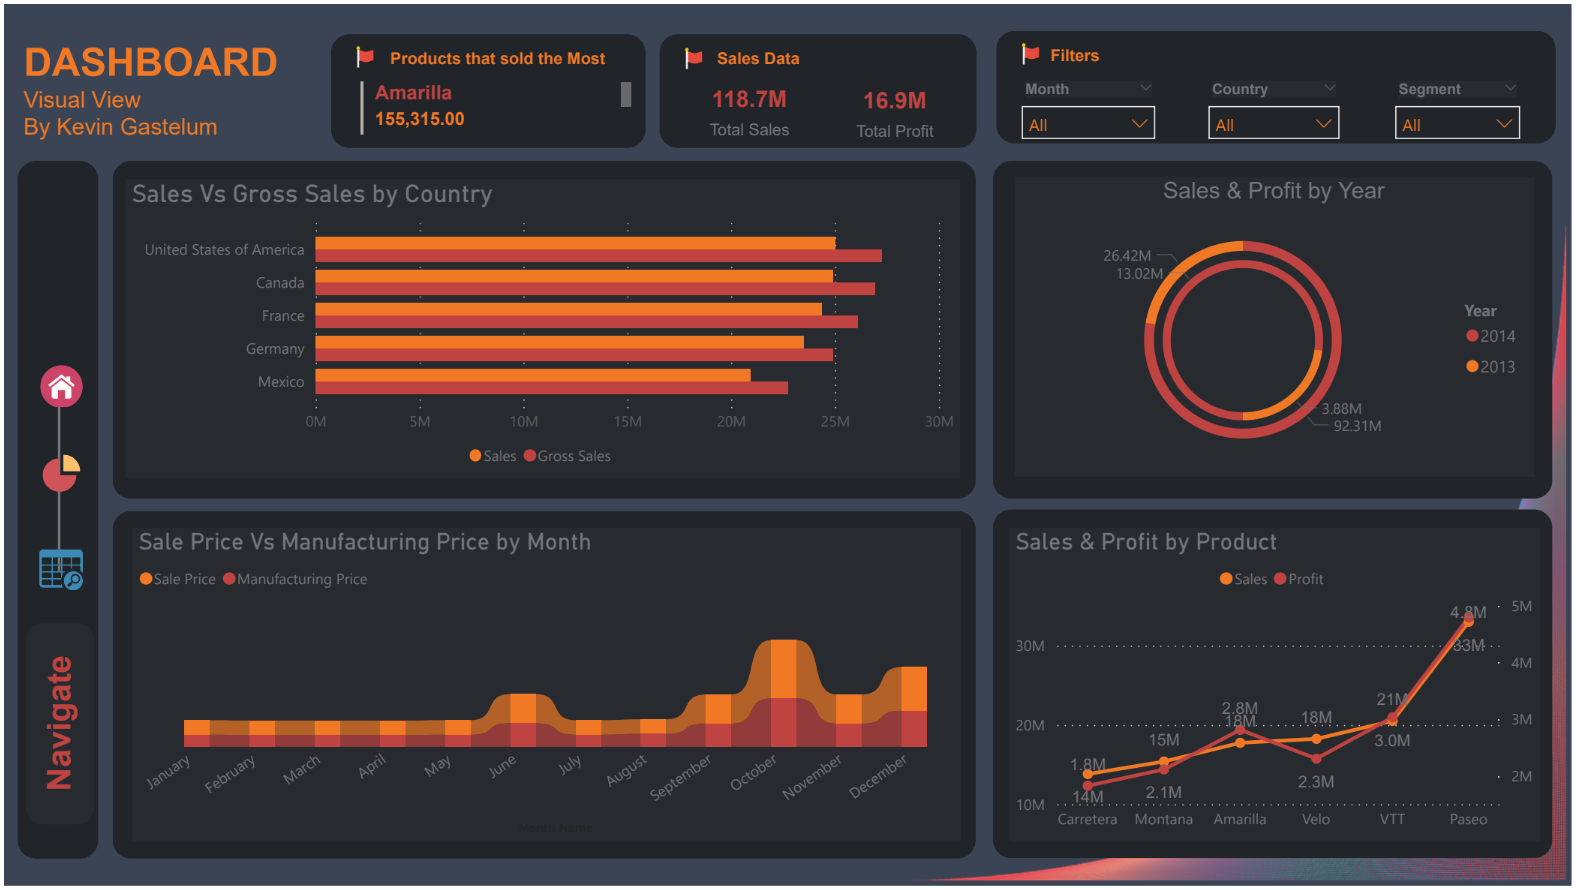 DASHBOARD
Visual View
By Kevin Gastelum
Products that sold the Most
Amarilla
155,315.00
Sales Data
118.7M
Total Sales
16.9M
Total Profit
Filters
Month
All
Country
All
Segment
All
Navigate
Sales Vs Gross Sales by Country
United States of America
Canada
France
Germany
Mexico
0M 5M 10M 15M 20M 25M 30M
Sales Gross Sales
Sales & Profit by Year
26.42M
13.02M
3.88M
92.31M
Year
2014
2013
Sale Price Vs Manufacturing Price by Month
Sale Price Manufacturing Price
January February March April May June July August September October November December
Month Name
Sales & Profit by Product
Sales Profit
30M
20M
10M
5M
4M
3M
2M
1.8M
14M
15M
2.1M
2.8M
18M
18M
2.3M
21M
3.0M
4.8M
33M
Carretera Montana Amarilla Velo VTT Paseo